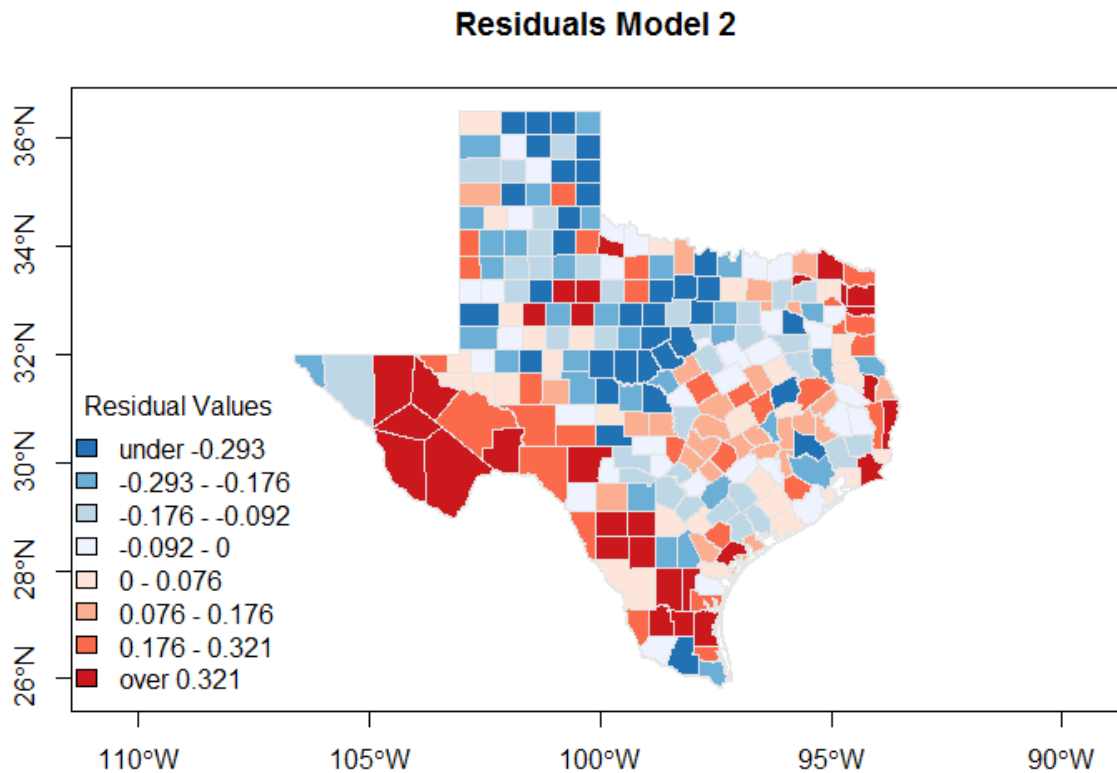 Residuals Model 2
36°N
34°N
32°N
30°N
28°N
26°N
Residual Values
under -0.293
-0.293 - -0.176
-0.176 - -0.092
-0.092 - 0
0 - 0.076
0.076 - 0.176
0.176 - 0.321
over 0.321
110°W
105°W
100°W
95°W
90°W